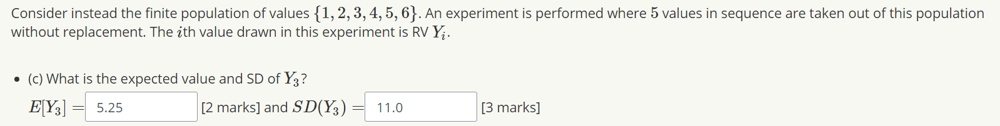 Consider instead the finite population of values {1, 2, 3, 4, 5, 6}. An experiment is performed where 5 values in sequence are taken out of this population
without replacement. The ith value drawn in this experiment is RV Y_i.
• (c) What is the expected value and SD of Y_3?
E[Y_3] = 5.25 [2 marks] and SD(Y_3) = 11.0 [3 marks]